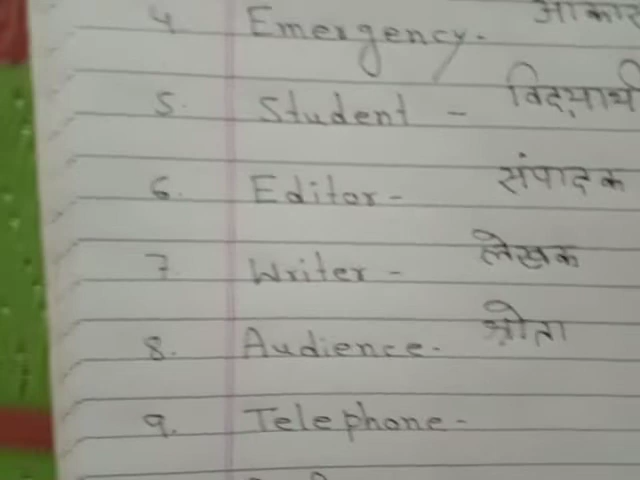 4. Emergency.
5. Student - विद्यार्थी
6. Editor - संपादक
7. Writer - लेखक
8. Audience. श्रोता
9. Telephone -